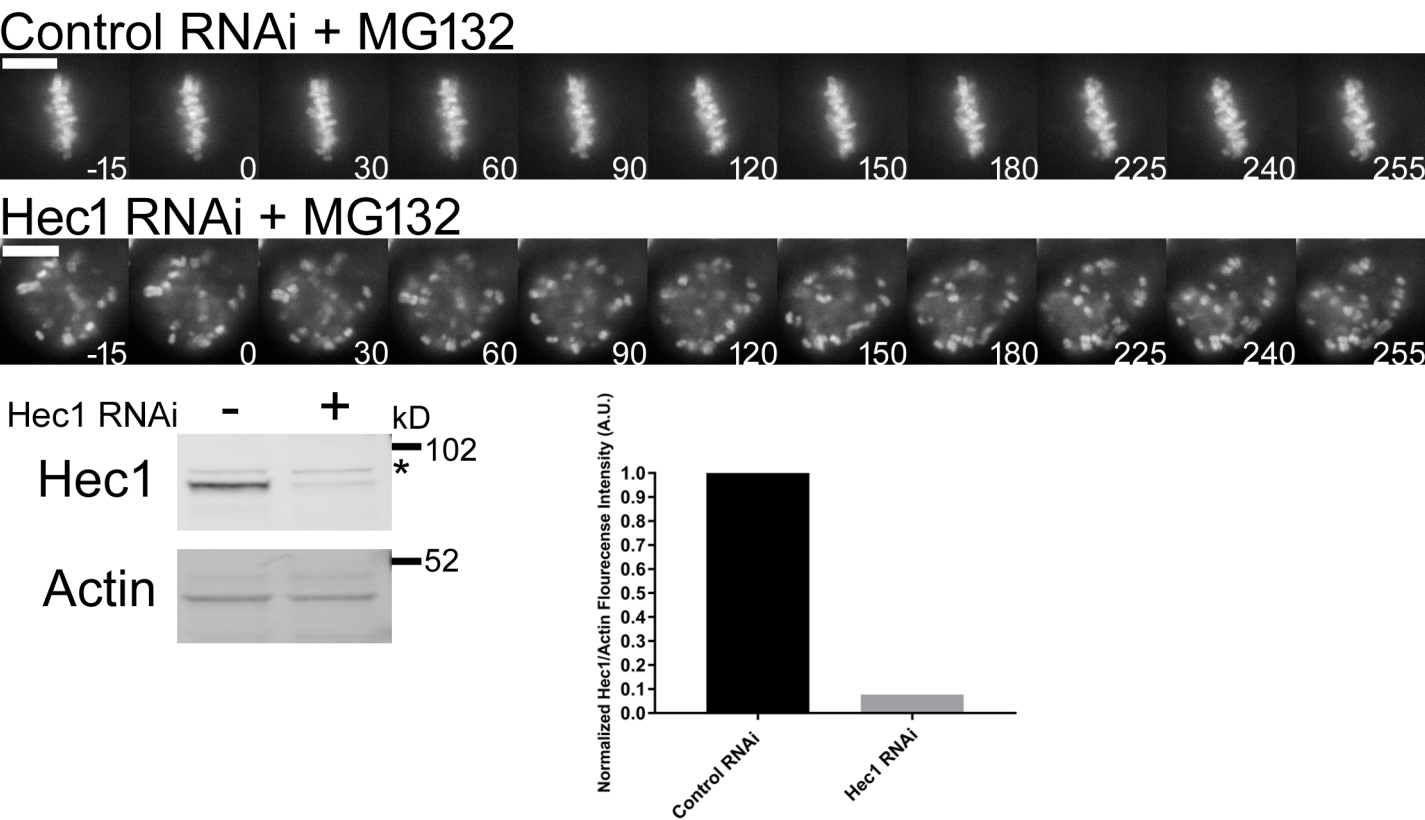 Control RNAi + MG132
-15 0 30 60 90 120 150 180 225 240 255
Hec1 RNAi + MG132
-15 0 30 60 90 120 150 180 225 240 255
Hec1 RNAi - + kD
Hec1
102
*
Actin
52
Normalized Hec1/Actin Flourecense Intensity (A.U.)
1.0
0.9
0.8
0.7
0.6
0.5
0.4
0.3
0.2
0.1
0.0
Control RNAi
Hec1 RNAi